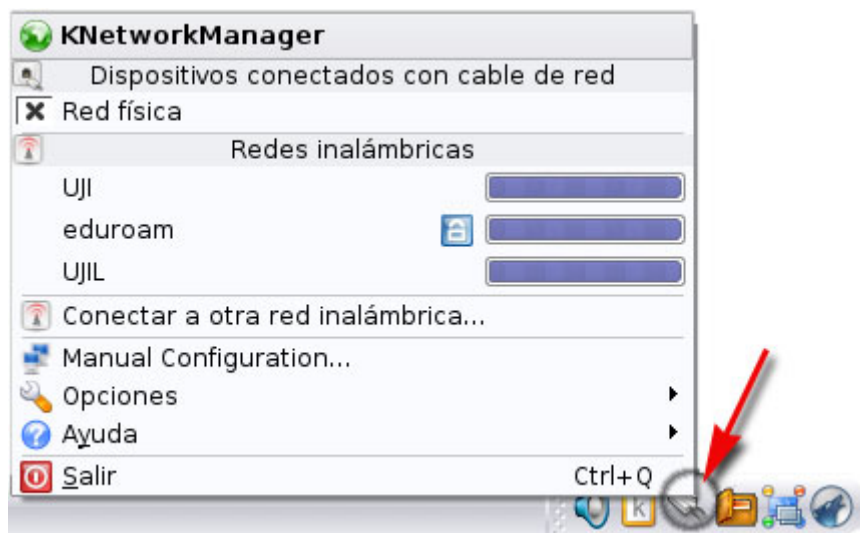 KNetworkManager
Dispositivos conectados con cable de red
Red física
Redes inalámbricas
UJI
eduroam
UJIL
Conectar a otra red inalámbrica...
Manual Configuration...
Opciones
Ayuda
Salir Ctrl+Q
k